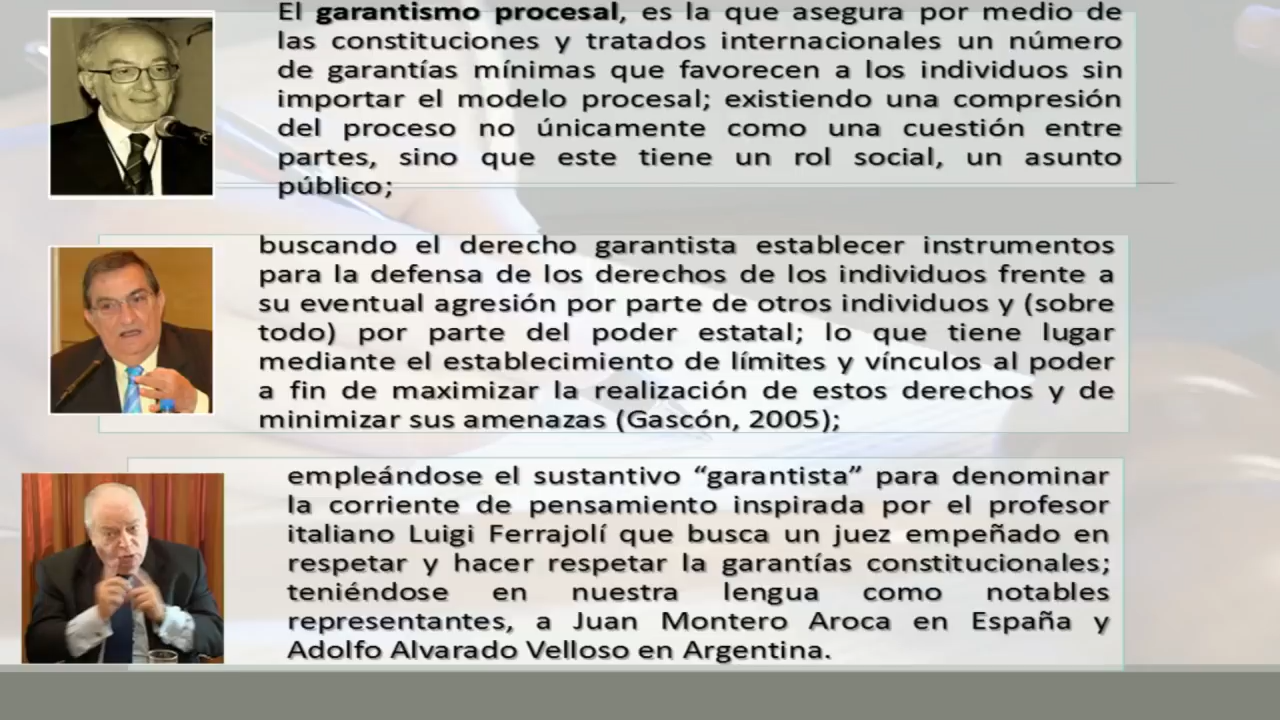 El garantismo procesal, es la que asegura por medio de
las constituciones y tratados internacionales un número
de garantías mínimas que favorecen a los individuos sin
importar el modelo procesal; existiendo una compresión
del proceso no únicamente como una cuestión entre
partes, sino que este tiene un rol social, un asunto
público;
buscando el derecho garantista establecer instrumentos
para la defensa de los derechos de los individuos frente a
su eventual agresión por parte de otros individuos y (sobre
todo) por parte del poder estatal; lo que tiene lugar
mediante el establecimiento de límites y vínculos al poder
a fin de maximizar la realización de estos derechos y de
minimizar sus amenazas (Gascón, 2005);
empleándose el sustantivo “garantista” para denominar
la corriente de pensamiento inspirada por el profesor
italiano Luigi Ferrajolí que busca un juez empeñado en
respetar y hacer respetar la garantías constitucionales;
teniéndose en nuestra lengua como notables
representantes, a Juan Montero Aroca en España y
Adolfo Alvarado Velloso en Argentina.